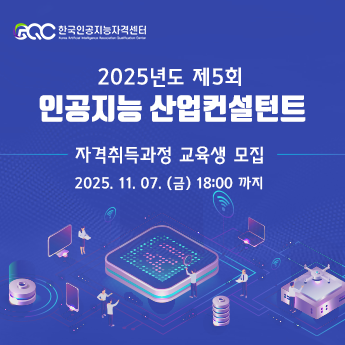 한국인공지능자격센터
2025년도 제5회
인공지능 산업컨설턴트
자격취득과정 교육생 모집
2025. 11. 07. (금) 18:00 까지